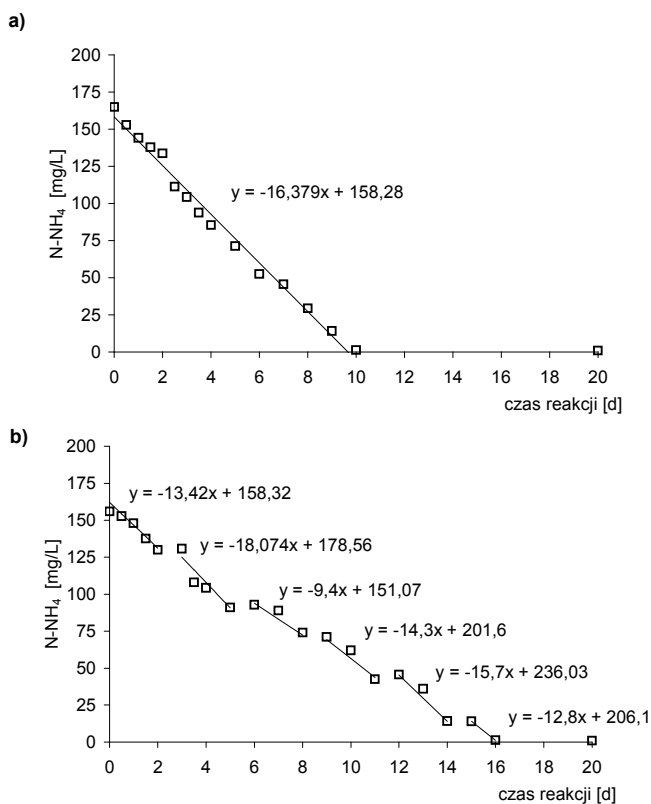 a)
200
175
150
125
100
75
50
25
0
N-NH₄ [mg/L]
y = -16,379x + 158,28
0 2 4 6 8 10 12 14 16 18 20
czas reakcji [d]
b)
200
175
150
125
100
75
50
25
0
N-NH₄ [mg/L]
y = -13,42x + 158,32
y = -18,074x + 178,56
y = -9,4x + 151,07
y = -14,3x + 201,6
y = -15,7x + 236,03
y = -12,8x + 206,1
0 2 4 6 8 10 12 14 16 18 20
czas reakcji [d]